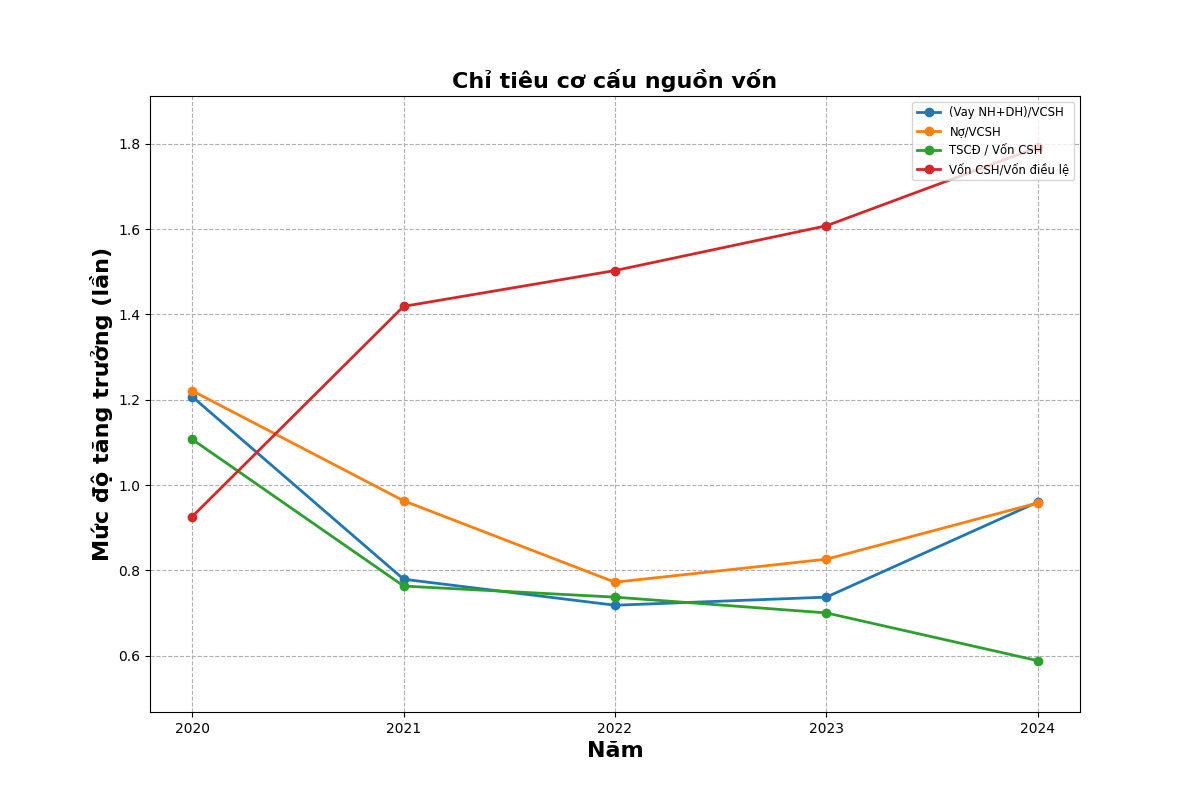 Chỉ tiêu cơ cấu nguồn vốn
(Vay NH+DH)/VCSH
Nợ/VCSH
TSCĐ / Vốn CSH
Vốn CSH/Vốn điều lệ
Mức độ tăng trưởng (lần)
1.8
1.6
1.4
1.2
1.0
0.8
0.6
2020 2021 2022 2023 2024
Năm